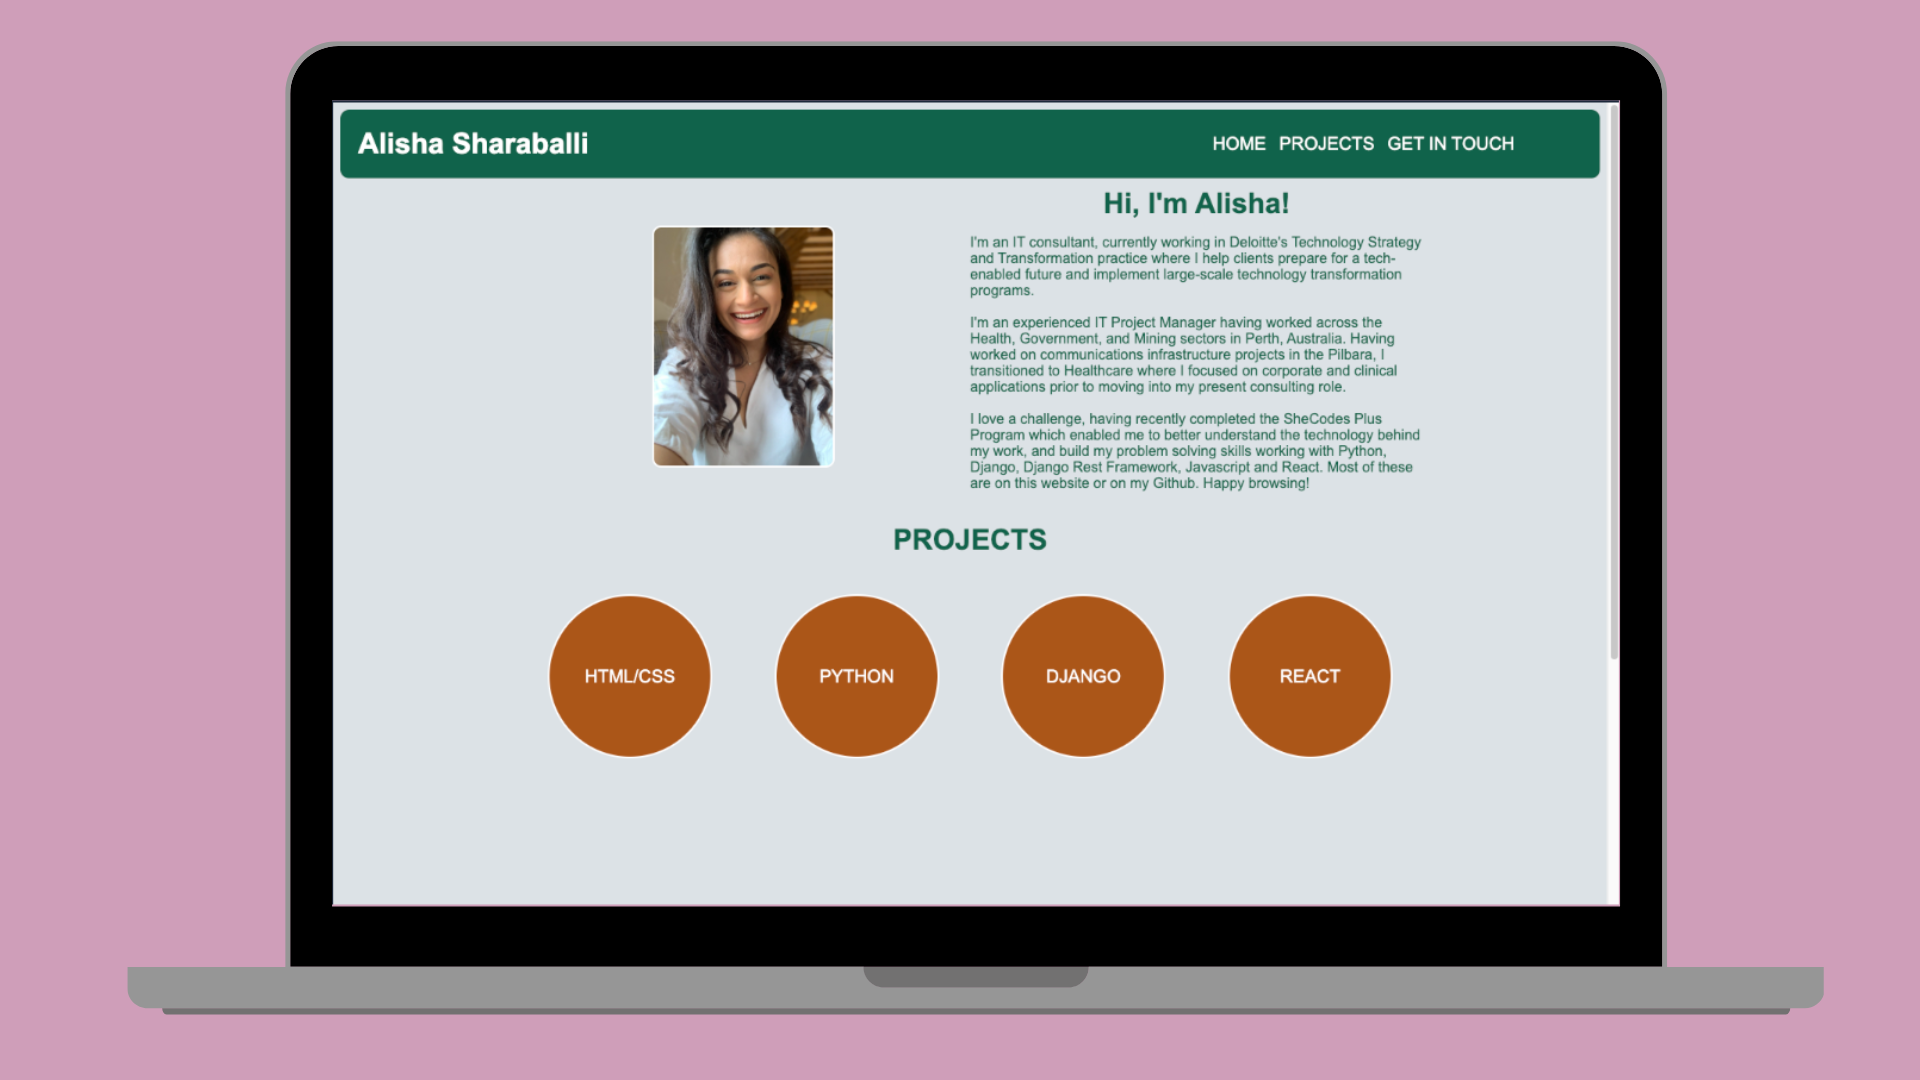 Alisha Sharaballi
HOME PROJECTS GET IN TOUCH
Hi, I'm Alisha!
I'm an IT consultant, currently working in Deloitte's Technology Strategy
and Transformation practice where I help clients prepare for a tech-
enabled future and implement large-scale technology transformation
programs.
I'm an experienced IT Project Manager having worked across the
Health, Government, and Mining sectors in Perth, Australia. Having
worked on communications infrastructure projects in the Pilbara, I
transitioned to Healthcare where I focused on corporate and clinical
applications prior to moving into my present consulting role.
I love a challenge, having recently completed the SheCodes Plus
Program which enabled me to better understand the technology behind
my work, and build my problem solving skills working with Python,
Django, Django Rest Framework, Javascript and React. Most of these
are on this website or on my Github. Happy browsing!
PROJECTS
HTML/CSS
PYTHON
DJANGO
REACT